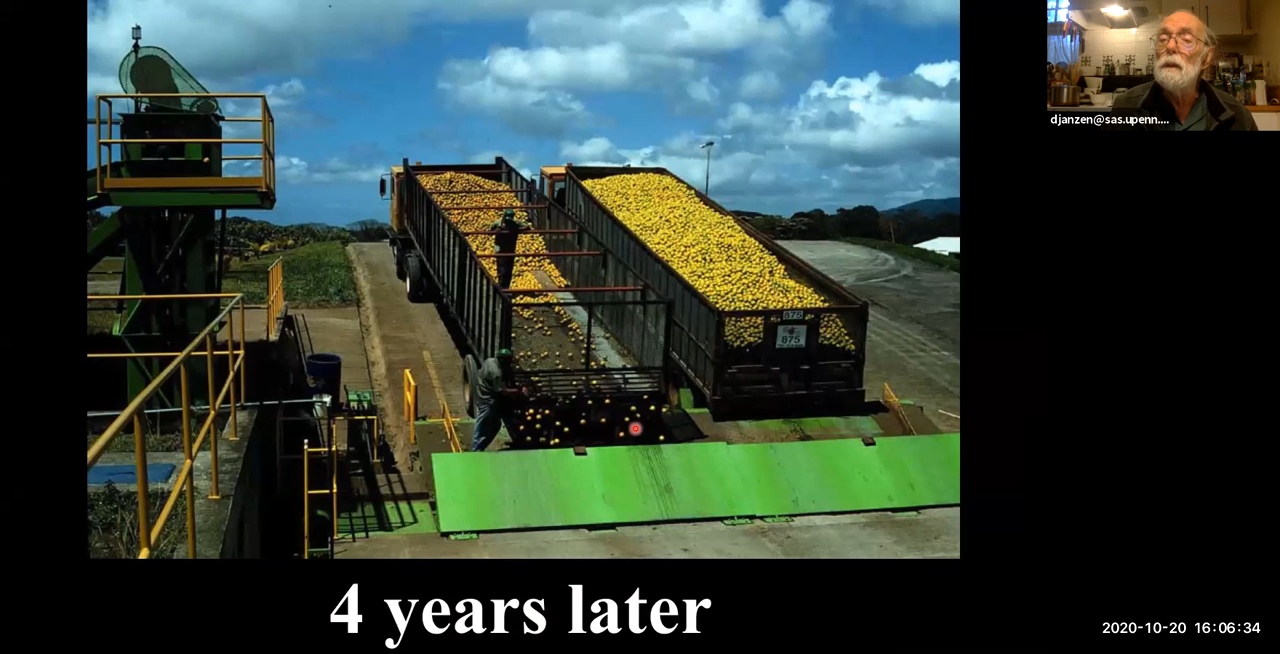 djanzen@sas.upenn....
875
875
4 years later
2020-10-20 16:06:34